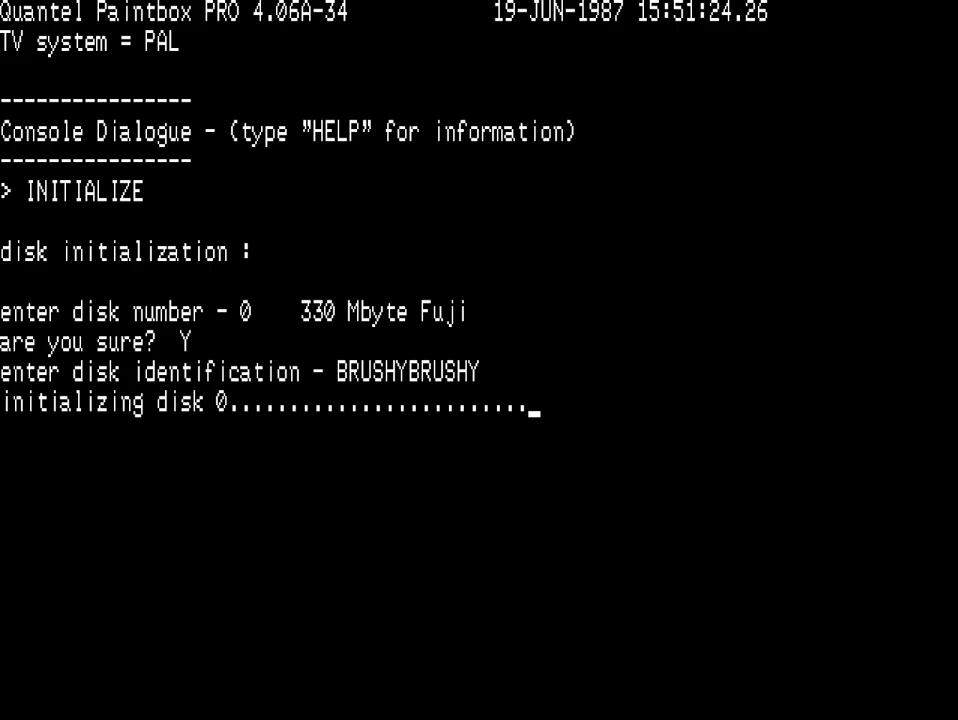 Quantel Paintbox PRO 4.06A-34 19-JUN-1987 15:51:24.26
TV system = PAL
----------------
Console Dialogue - (type "HELP" for information)
----------------
> INITIALIZE
disk initialization :
enter disk number - 0 330 Mbyte Fuji
are you sure? Y
enter disk identification - BRUSHYBRUSHY
initializing disk 0........................._